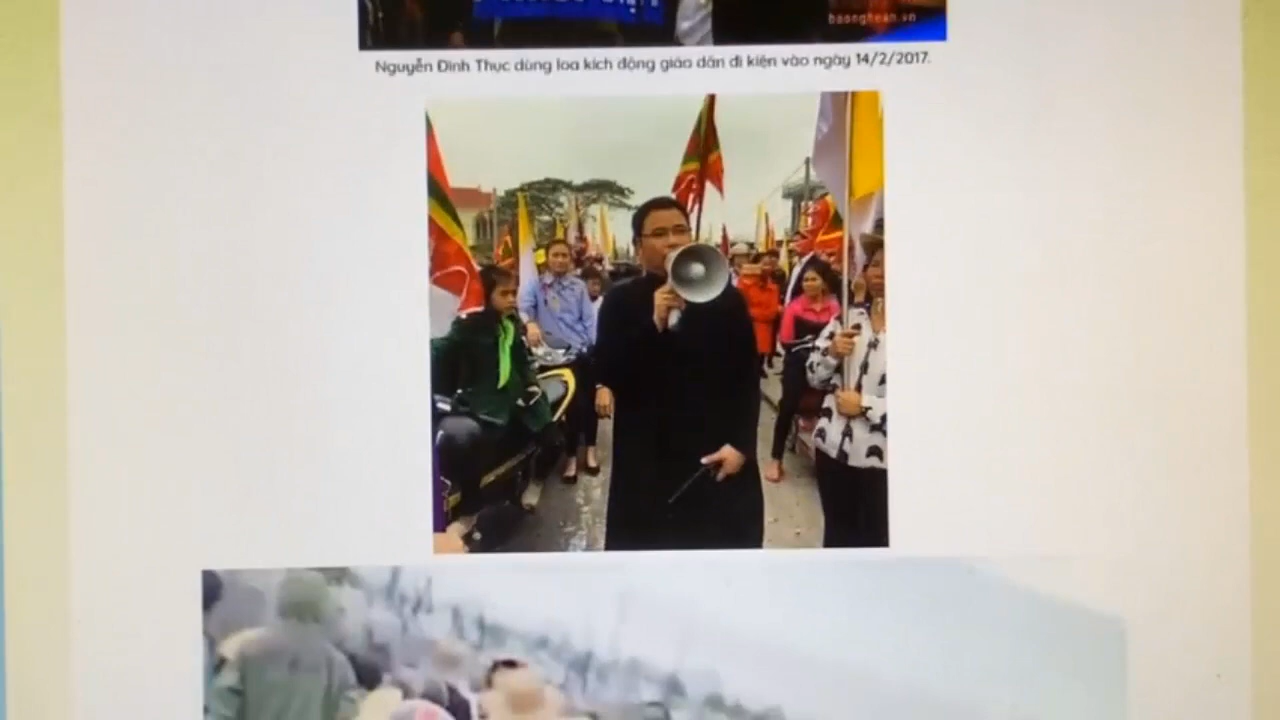 baonghean.vn
Nguyễn Đình Thục dùng loa kích động giáo dân đi kiện vào ngày 14/2/2017.